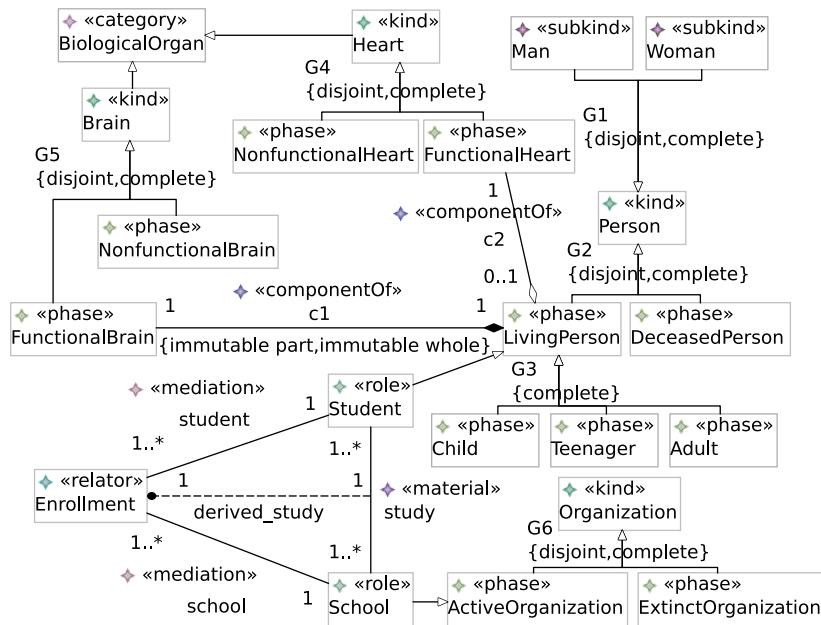 «category»
BiologicalOrgan
«kind»
Heart
«subkind»
Man
«subkind»
Woman
G4
{disjoint,complete}
«kind»
Brain
G1
{disjoint,complete}
«phase»
NonfunctionalHeart
«phase»
FunctionalHeart
G5
{disjoint,complete}
1
«componentOf»
c2
0..1
«kind»
Person
«phase»
NonfunctionalBrain
G2
{disjoint,complete}
«componentOf»
«phase»
FunctionalBrain
1
c1
1
{immutable part,immutable whole}
«phase»
LivingPerson
«phase»
DeceasedPerson
G3
{complete}
«mediation»
student
1
«role»
Student
1..*
1..*
«phase»
Child
«phase»
Teenager
«phase»
Adult
«relator»
Enrollment
1
1
derived_study
«material»
study
«kind»
Organization
1..*
1..*
G6
{disjoint,complete}
«mediation»
school
1
«role»
School
«phase»
ActiveOrganization
«phase»
ExtinctOrganization